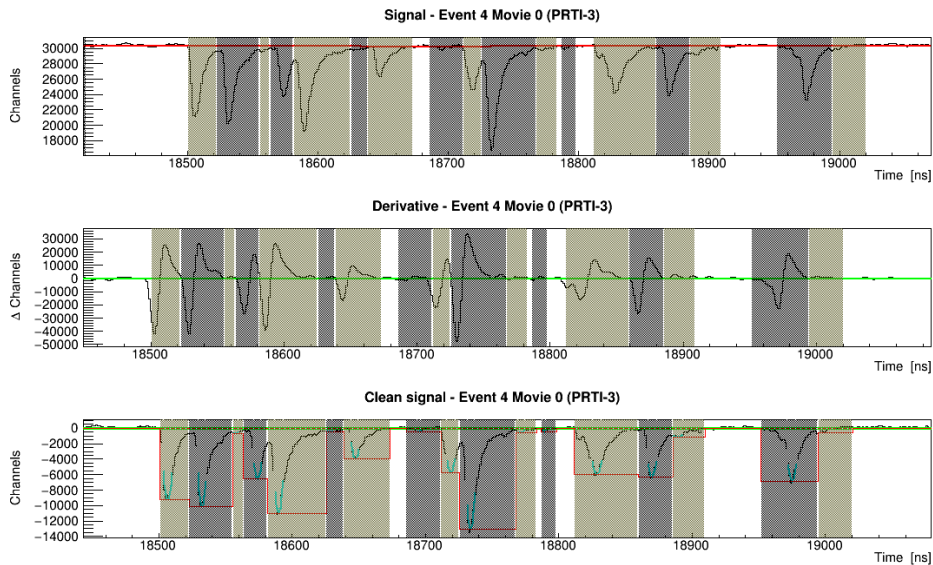 Signal - Event 4 Movie 0 (PRTI-3)
30000
28000
26000
24000
22000
20000
18000
Channels
18500 18600 18700 18800 18900 19000
Time [ns]
Derivative - Event 4 Movie 0 (PRTI-3)
30000
20000
10000
0
−10000
−20000
−30000
−40000
−50000
Δ Channels
18500 18600 18700 18800 18900 19000
Time [ns]
Clean signal - Event 4 Movie 0 (PRTI-3)
0
−2000
−4000
−6000
−8000
−10000
−12000
−14000
Channels
18500 18600 18700 18800 18900 19000
Time [ns]